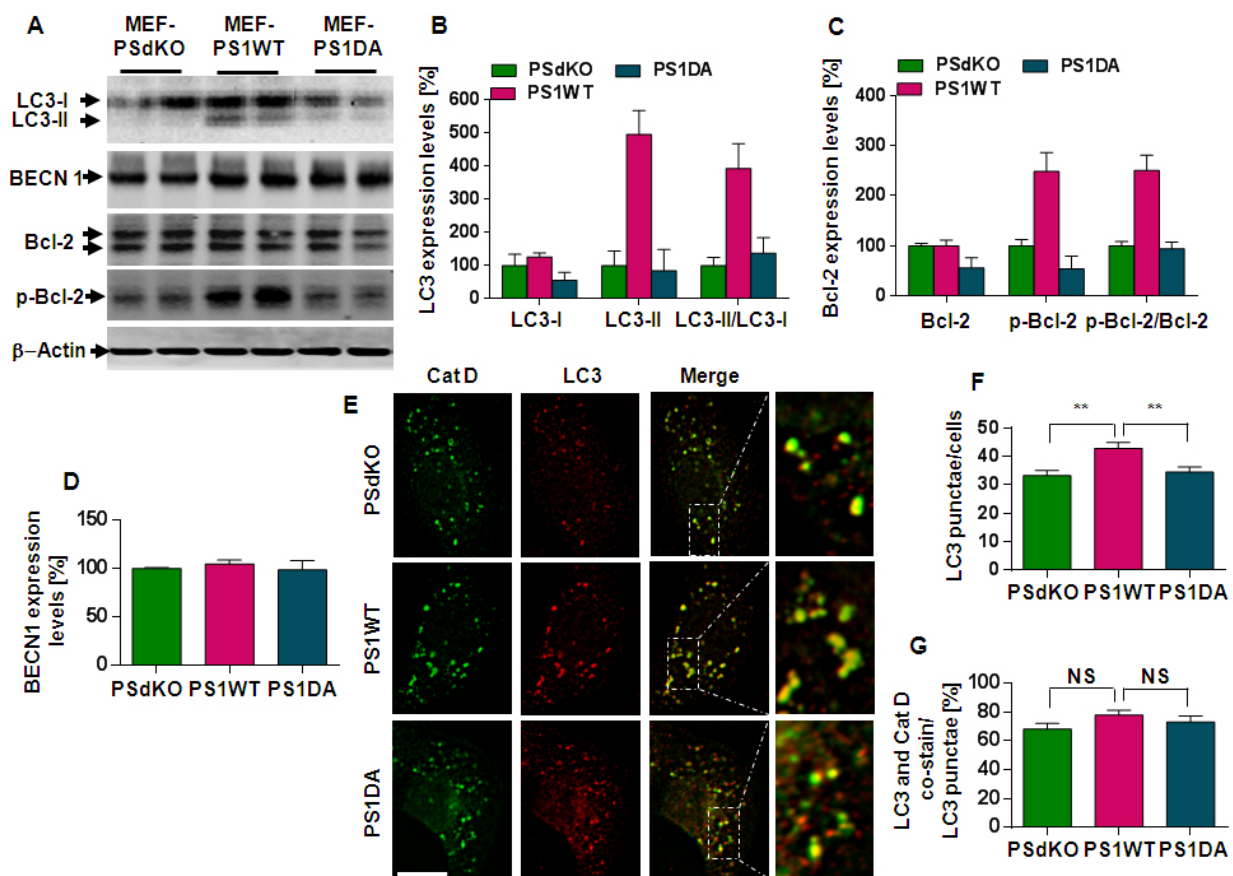 A
MEF-
PSdKO
MEF-
PS1WT
MEF-
PS1DA
LC3-I
LC3-II
BECN 1
Bcl-2
p-Bcl-2
β–Actin
B
PSdKO
PS1DA
PS1WT
LC3 expression levels [%]
600
500
400
300
200
100
0
LC3-I
LC3-II
LC3-II/LC3-I
C
PSdKO
PS1DA
PS1WT
Bcl-2 expression levels [%]
400
300
200
100
0
Bcl-2
p-Bcl-2
p-Bcl-2/Bcl-2
D
BECN1 expression
levels [%]
150
100
50
0
PSdKO
PS1WT
PS1DA
E
Cat D
LC3
Merge
PSdKO
PS1WT
PS1DA
F
LC3 punctae/cells
50
40
30
20
10
0
**
**
PSdKO
PS1WT
PS1DA
G
LC3 and Cat D
co-stain/
LC3 punctae [%]
100
80
60
40
20
0
NS
NS
PSdKO
PS1WT
PS1DA